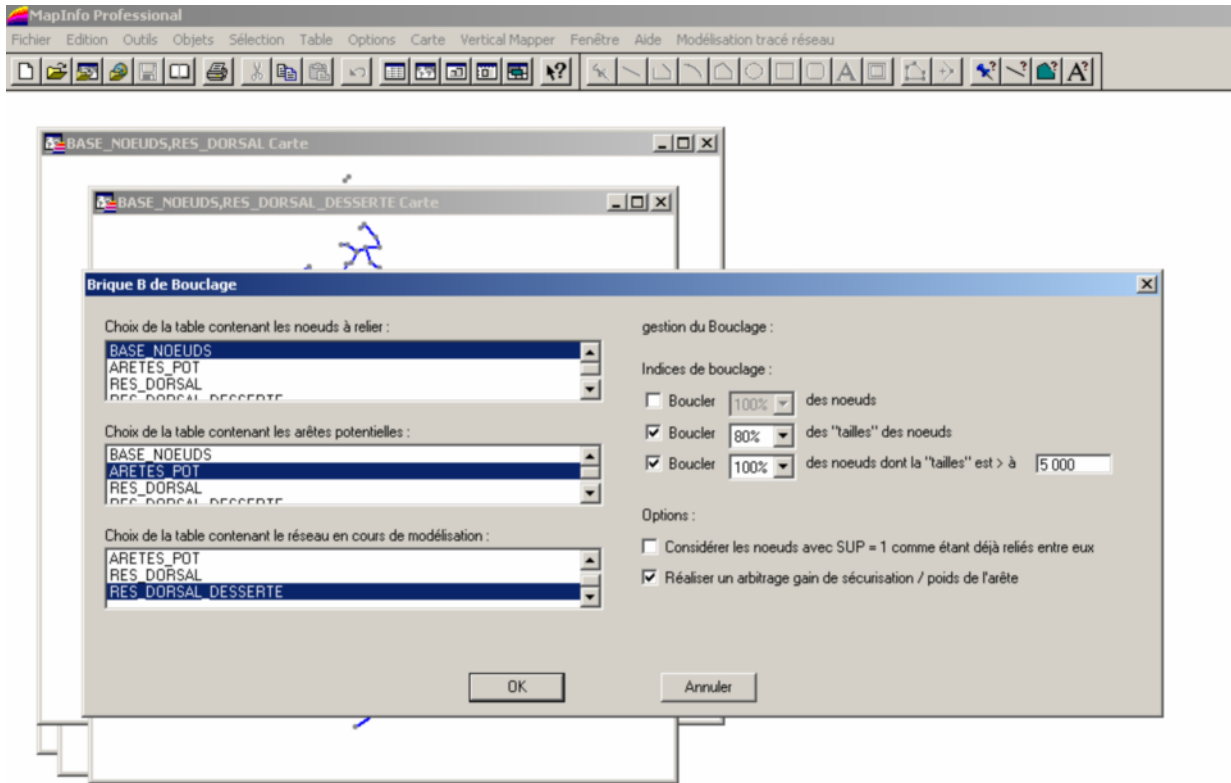 MapInfo Professional
Fichier Edition Outils Objets Sélection Table Options Carte Vertical Mapper Fenêtre Aide Modélisation tracé réseau
BASE_NOEUDS,RES_DORSAL Carte
BASE_NOEUDS,RES_DORSAL_DESSERTE Carte
Brique B de Bouclage
Choix de la table contenant les noeuds à relier :
BASE_NOEUDS
ARETES_POT
RES_DORSAL
RES_DORSAL_DESSERTE
Choix de la table contenant les arêtes potentielles :
BASE_NOEUDS
ARETES_POT
RES_DORSAL
RES_DORSAL_DESSERTE
Choix de la table contenant le réseau en cours de modélisation :
ARETES_POT
RES_DORSAL
RES_DORSAL_DESSERTE
gestion du Bouclage :
Indices de bouclage :
Boucler 100% des noeuds
Boucler 80% des "tailles" des noeuds
Boucler 100% des noeuds dont la "tailles" est > à 5 000
Options :
Considérer les noeuds avec SUP = 1 comme étant déjà reliés entre eux
Réaliser un arbitrage gain de sécurisation / poids de l'arête
OK
Annuler